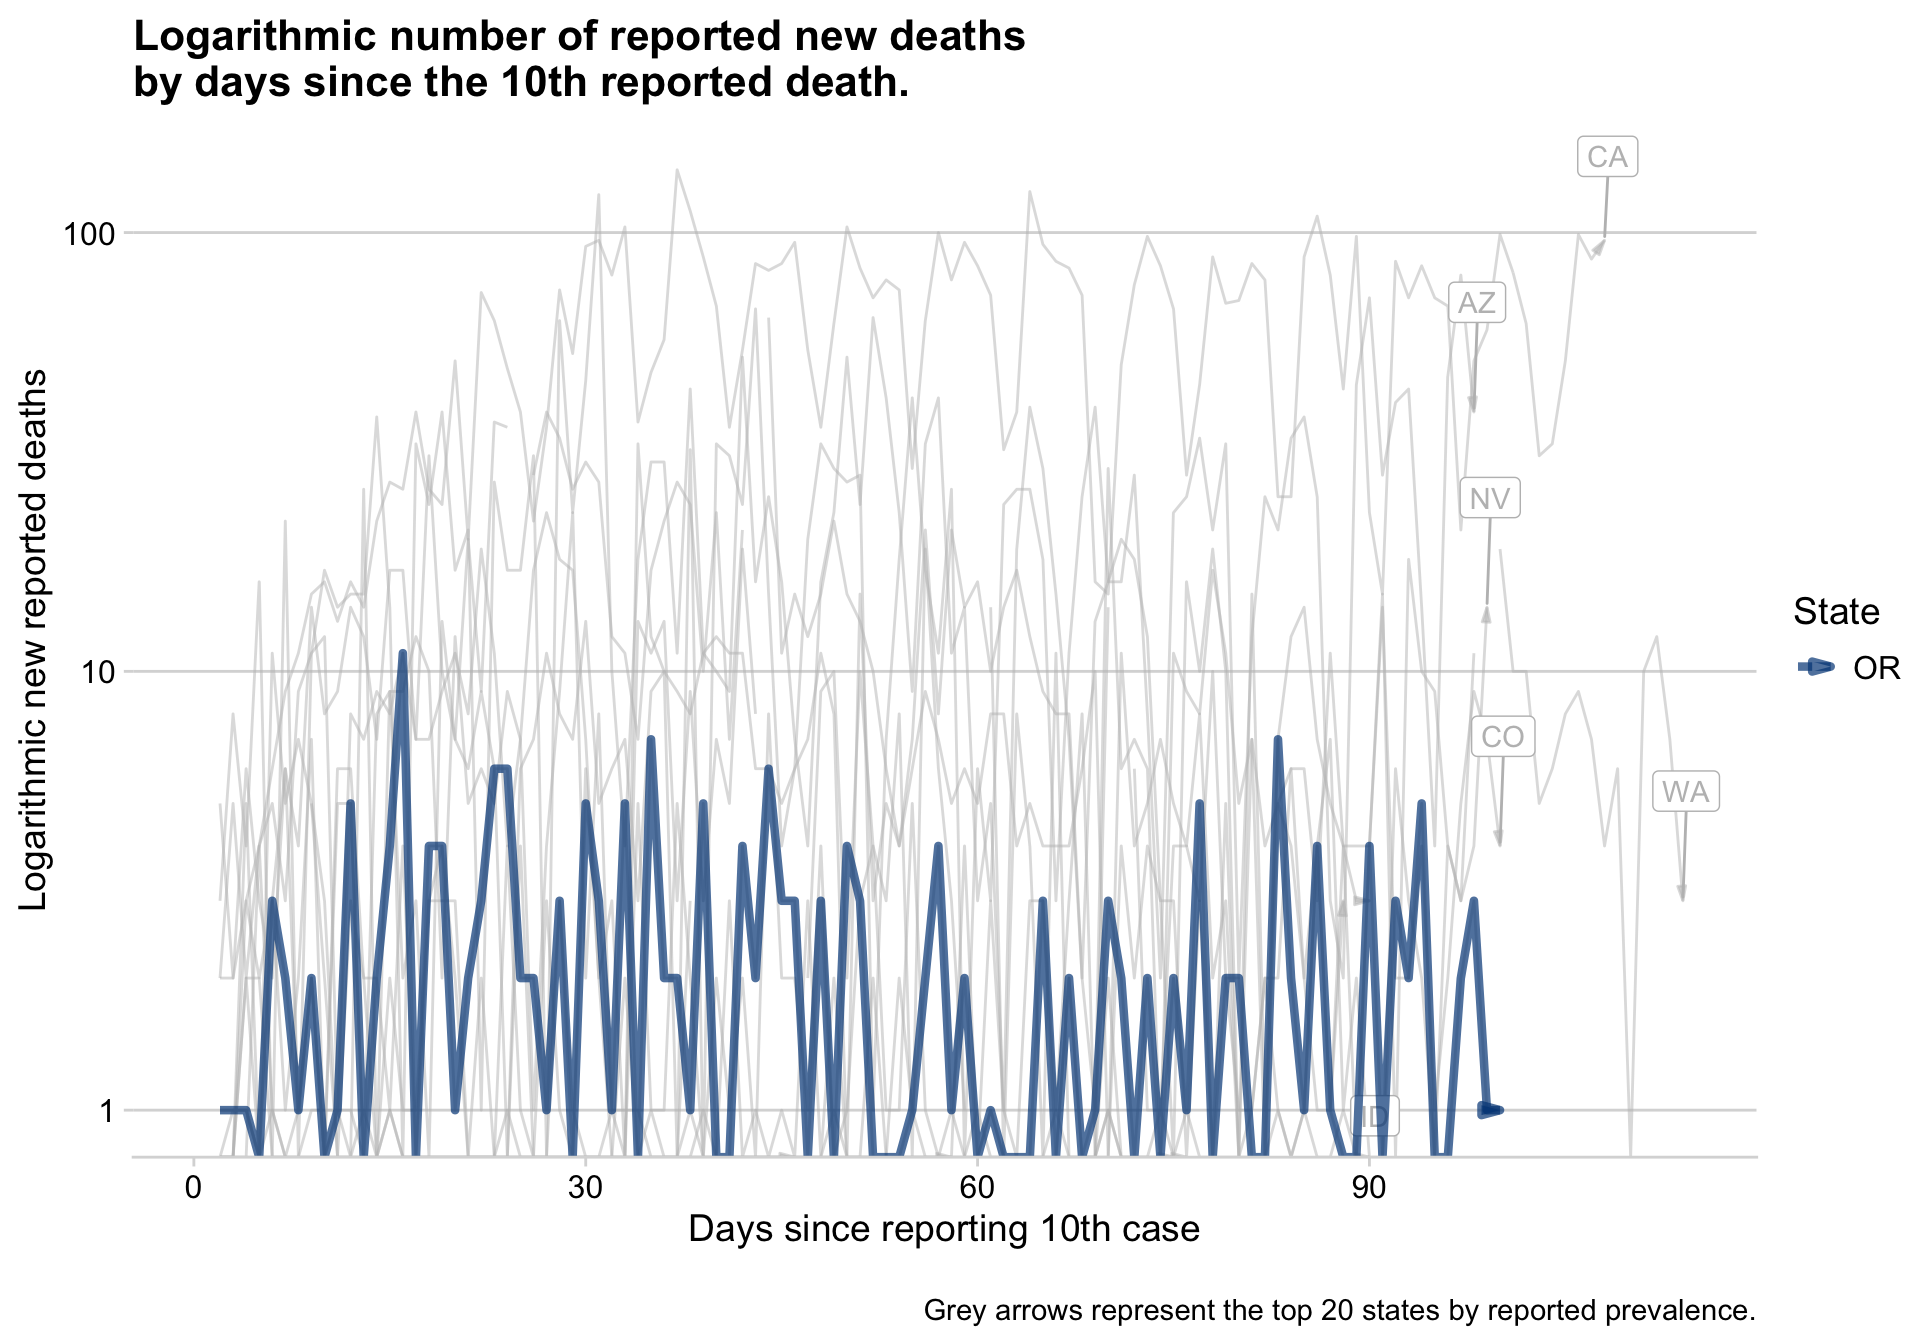 Logarithmic number of reported new deaths
by days since the 10th reported death.
Logarithmic new reported deaths
100
10
1
CA
AZ
NV
CO
WA
ID
State
OR
0 30 60 90
Days since reporting 10th case
Grey arrows represent the top 20 states by reported prevalence.